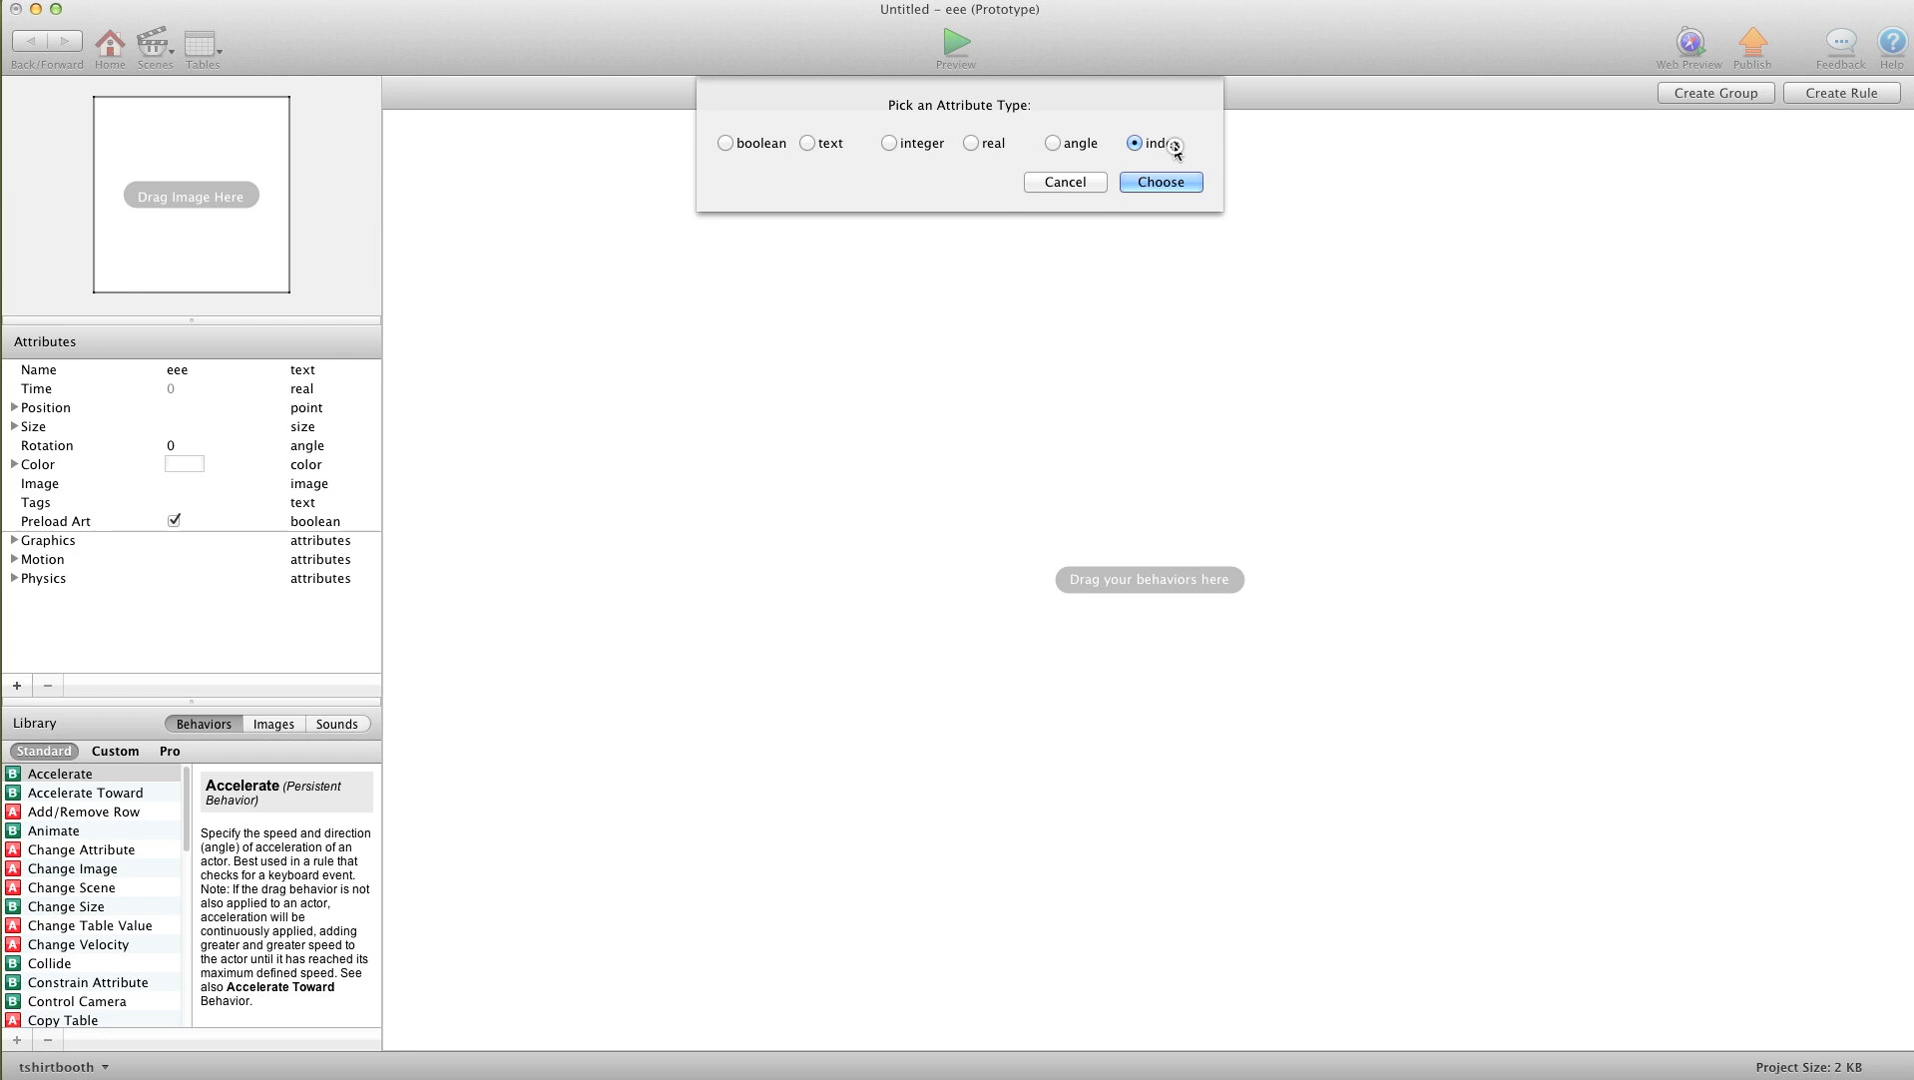 Untitled – eee (Prototype)
Back/Forward Home Scenes Tables Preview Web Preview Publish Feedback Help
Create Group Create Rule
Pick an Attribute Type:
boolean text integer real angle
Cancel Choose
Drag Image Here
Attributes
Name eee text
Time 0 real
Position point
Size size
Rotation 0 angle
Color color
Image image
Tags text
Preload Art boolean
Graphics attributes
Motion attributes
Physics attributes
Drag your behaviors here
+ −
Library Behaviors Images Sounds
Standard Custom Pro
B Accelerate
B Accelerate Toward
A Add/Remove Row
B Animate
A Change Attribute
A Change Image
A Change Scene
B Change Size
A Change Table Value
A Change Velocity
B Collide
B Constrain Attribute
B Control Camera
A Copy Table
Accelerate (Persistent
Behavior)
Specify the speed and direction
(angle) of acceleration of an
actor. Best used in a rule that
checks for a keyboard event.
Note: If the drag behavior is not
also applied to an actor,
acceleration will be
continuously applied, adding
greater and greater speed to
the actor until it has reached its
maximum defined speed. See
also Accelerate Toward
Behavior.
+ −
tshirtbooth
Project Size: 2 KB